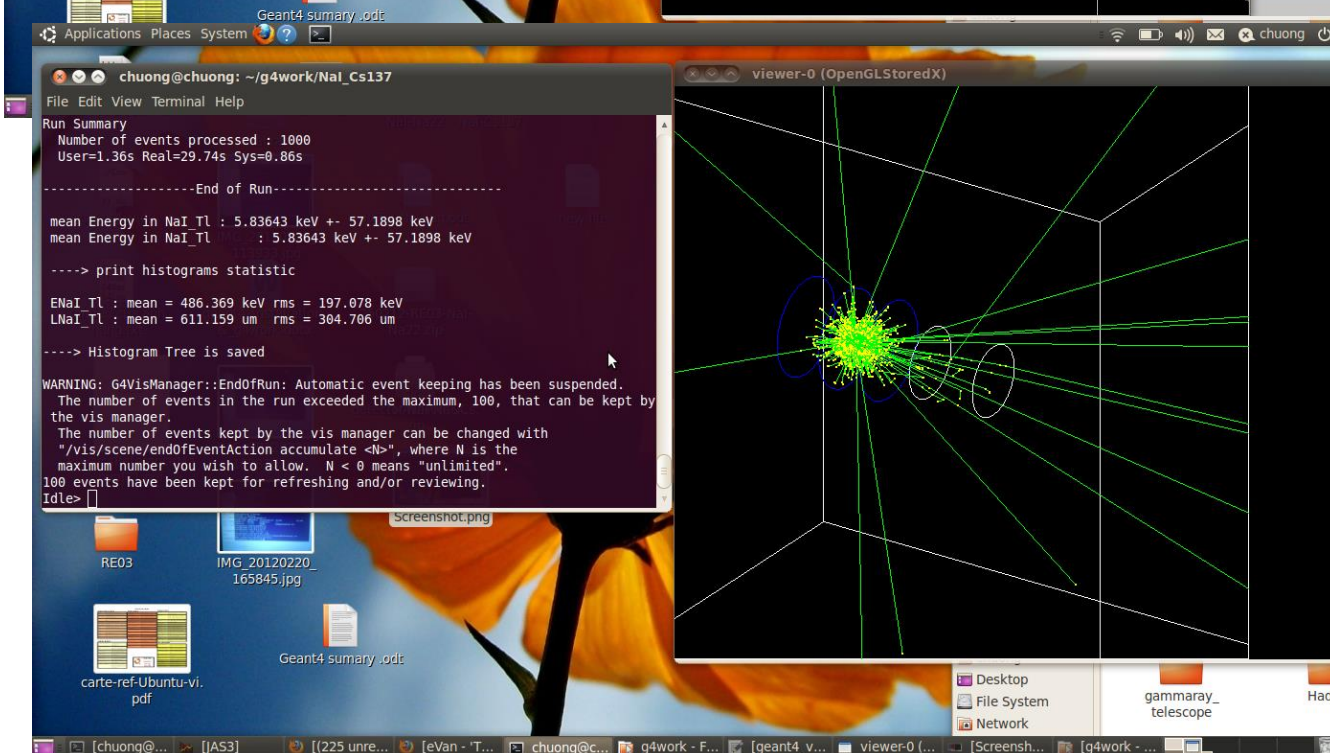 Geant4 sumary .odt
Applications Places System
chuong
chuong@chuong: ~/g4work/NaI_Cs137
viewer-0 (OpenGLStoredX)
File Edit View Terminal Help
Run Summary
  Number of events processed : 1000
  User=1.36s Real=29.74s Sys=0.86s
--------------------End of Run------------------------------
 mean Energy in NaI_Tl : 5.83643 keV +- 57.1898 keV
 mean Energy in NaI_Tl      : 5.83643 keV +- 57.1898 keV
 ----> print histograms statistic
 ENaI_Tl : mean = 486.369 keV rms = 197.078 keV
 LNaI_Tl : mean = 611.159 um  rms = 304.706 um
----> Histogram Tree is saved
WARNING: G4VisManager::EndOfRun: Automatic event keeping has been suspended.
  The number of events in the run exceeded the maximum, 100, that can be kept by
 the vis manager.
  The number of events kept by the vis manager can be changed with
  "/vis/scene/endOfEventAction accumulate <N>", where N is the
  maximum number you wish to allow.  N < 0 means "unlimited".
100 events have been kept for refreshing and/or reviewing.
Idle>
Screenshot.png
RE03
IMG_20120220_
165845.jpg
carte-ref-Ubuntu-vi.
pdf
Geant4 sumary .odt
Desktop
File System
Network
gammaray_
telescope
Hac
[chuong@... [JAS3] [(225 unre... [eVan - 'T... chuong@c... g4work - F... [geant4 v... viewer-0 (... [Screensh... [g4work - ...